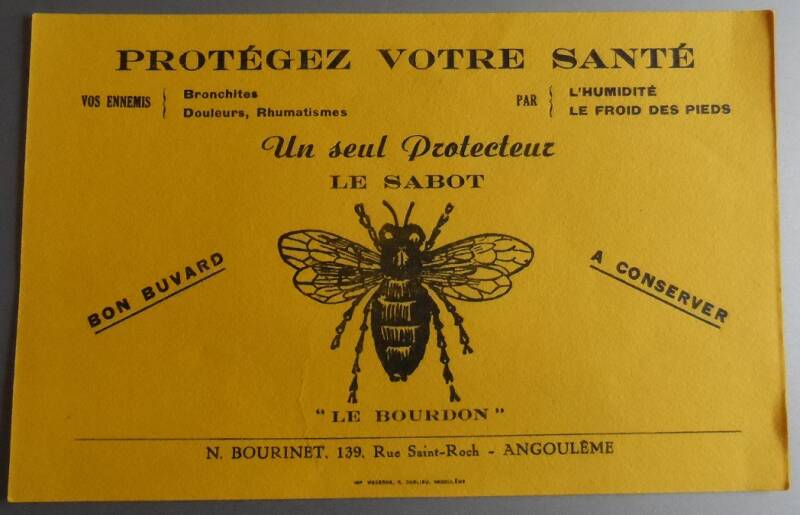 PROTÉGEZ VOTRE SANTÉ
VOS ENNEMIS
Bronchites
Douleurs, Rhumatismes
PAR
L'HUMIDITÉ
LE FROID DES PIEDS
Un seul Protecteur
LE SABOT
BON BUVARD
A CONSERVER
"LE BOURDON"
N. BOURINET, 139, Rue Saint-Roch - ANGOULÊME
ANGOULÊME